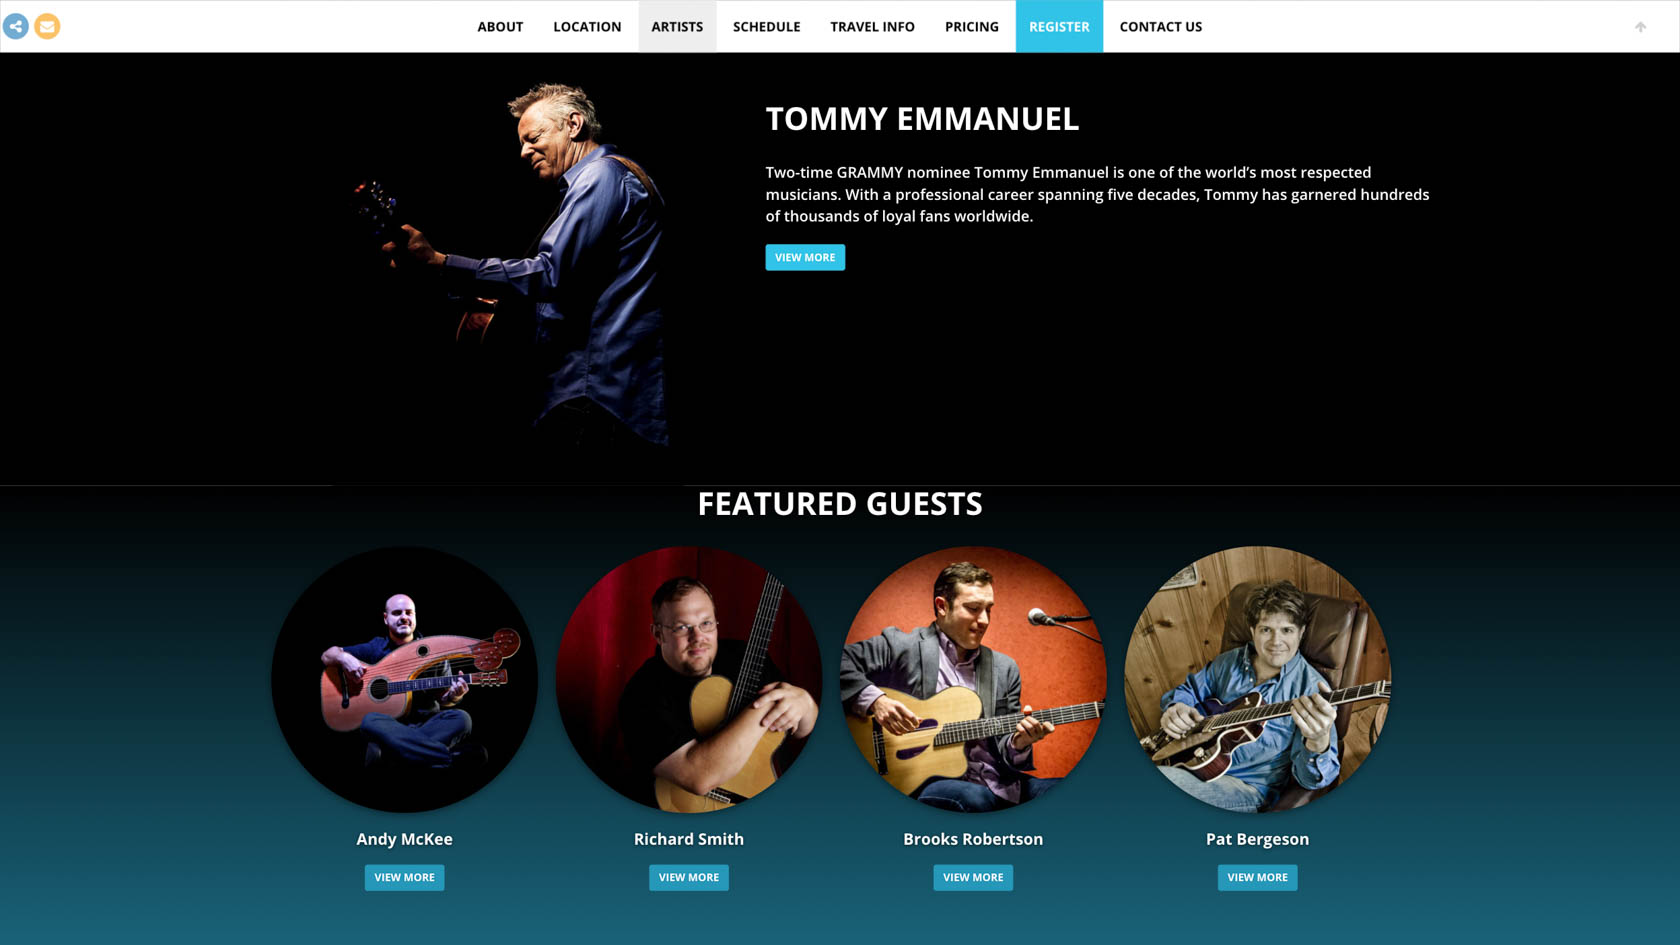 ABOUT
LOCATION
ARTISTS
SCHEDULE
TRAVEL INFO
PRICING
REGISTER
CONTACT US
TOMMY EMMANUEL
Two-time GRAMMY nominee Tommy Emmanuel is one of the world’s most respected
musicians. With a professional career spanning five decades, Tommy has garnered hundreds
of thousands of loyal fans worldwide.
VIEW MORE
FEATURED GUESTS
Andy McKee
VIEW MORE
Richard Smith
VIEW MORE
Brooks Robertson
VIEW MORE
Pat Bergeson
VIEW MORE